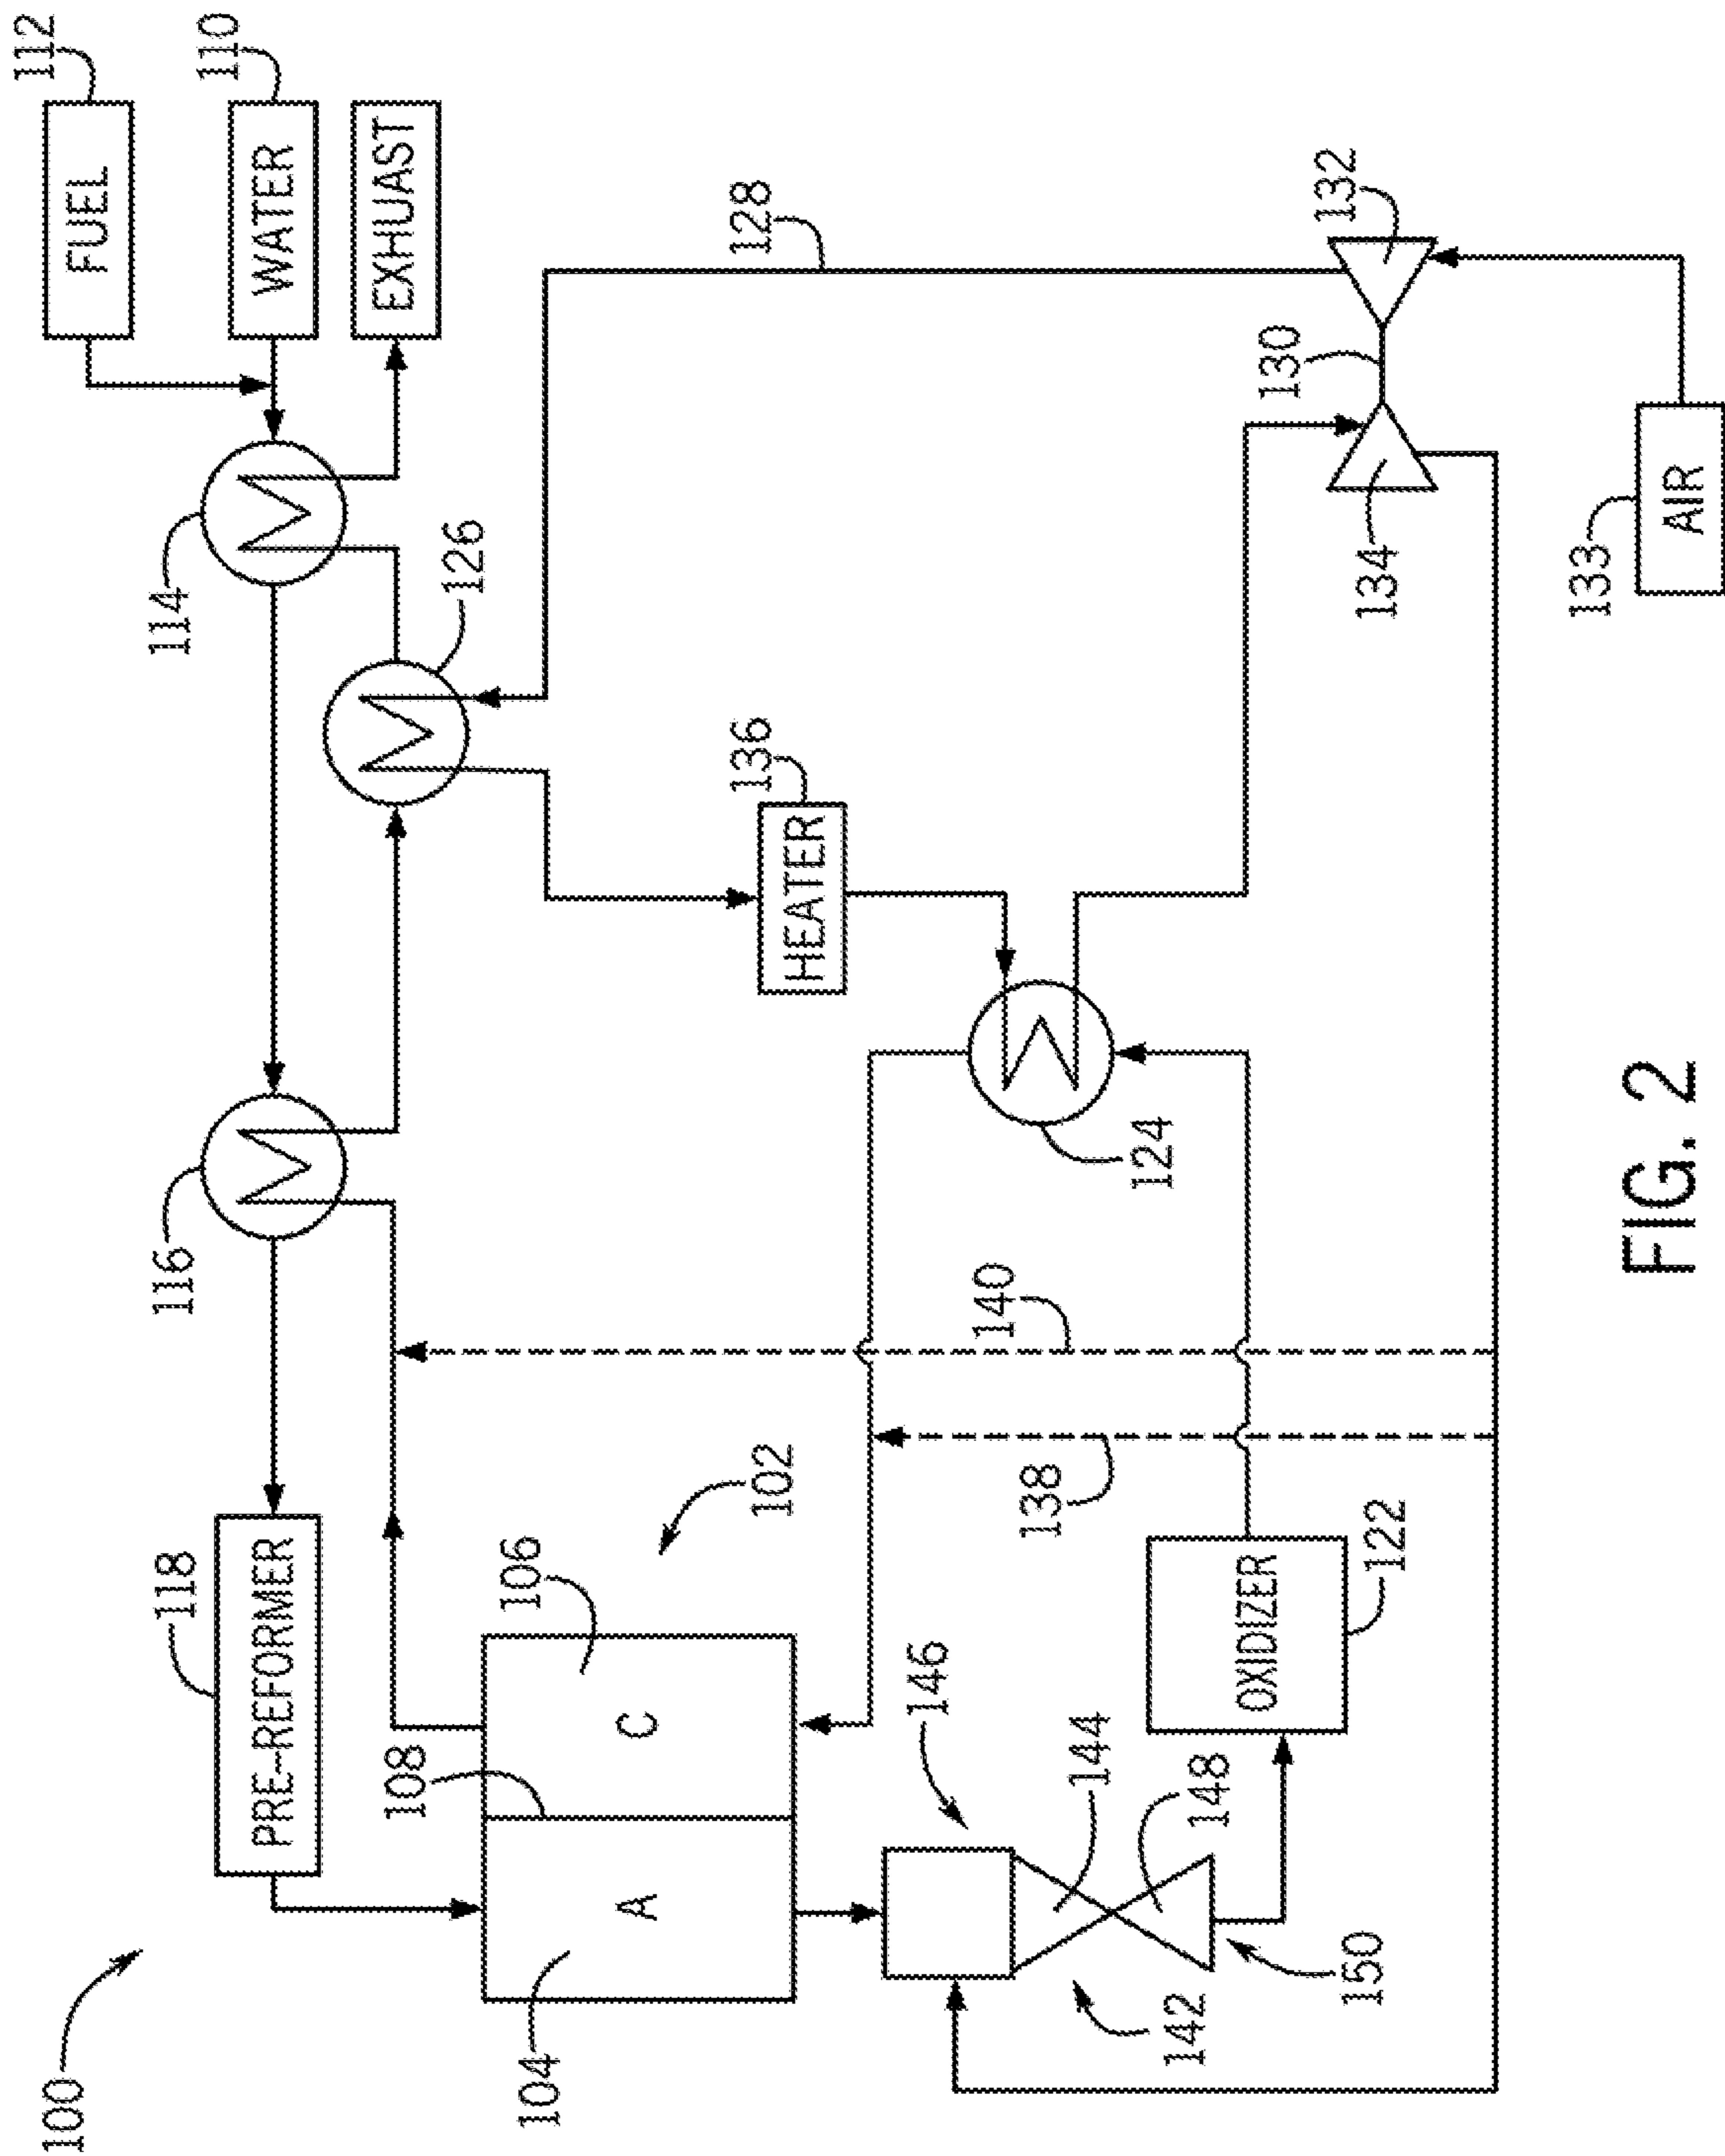 100
118
PRE-REFORMER
116
114
FUEL
112
WATER
110
EXHUAST
126
128
104
A
108
C
106
102
136
HEATER
146
144
142
148
150
138
140
124
OXIDIZER
122
130
132
134
133
AIR
FIG. 2